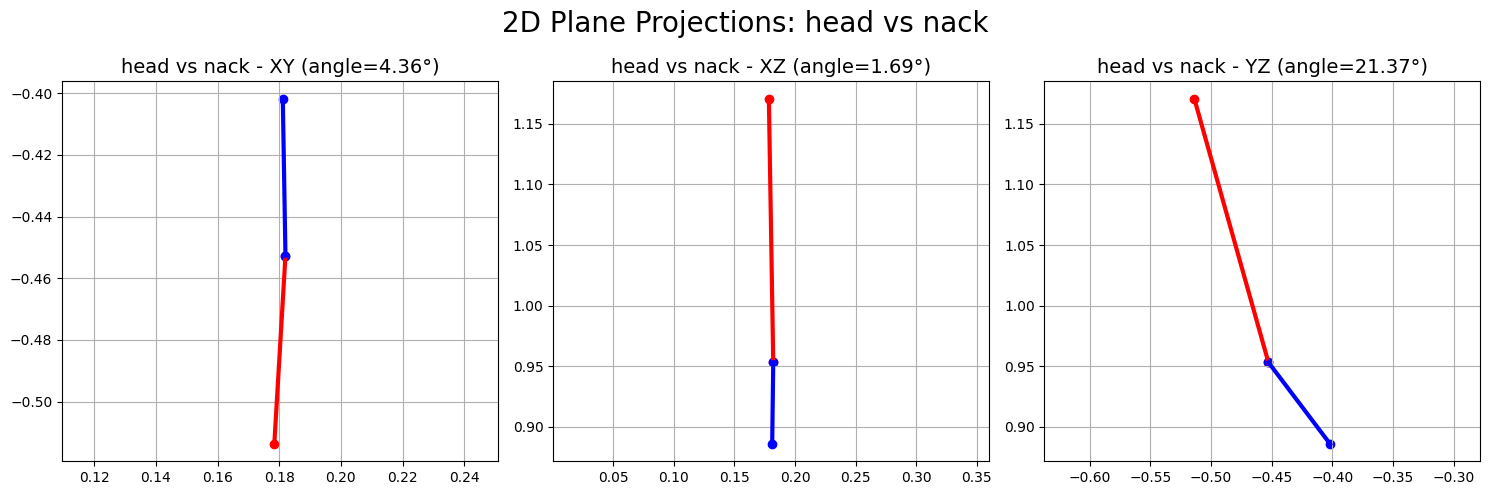 2D Plane Projections: head vs nack
head vs nack - XY (angle=4.36°)
−0.40
−0.42
−0.44
−0.46
−0.48
−0.50
0.12 0.14 0.16 0.18 0.20 0.22 0.24
head vs nack - XZ (angle=1.69°)
1.15
1.10
1.05
1.00
0.95
0.90
0.05 0.10 0.15 0.20 0.25 0.30 0.35
head vs nack - YZ (angle=21.37°)
1.15
1.10
1.05
1.00
0.95
0.90
−0.60 −0.55 −0.50 −0.45 −0.40 −0.35 −0.30